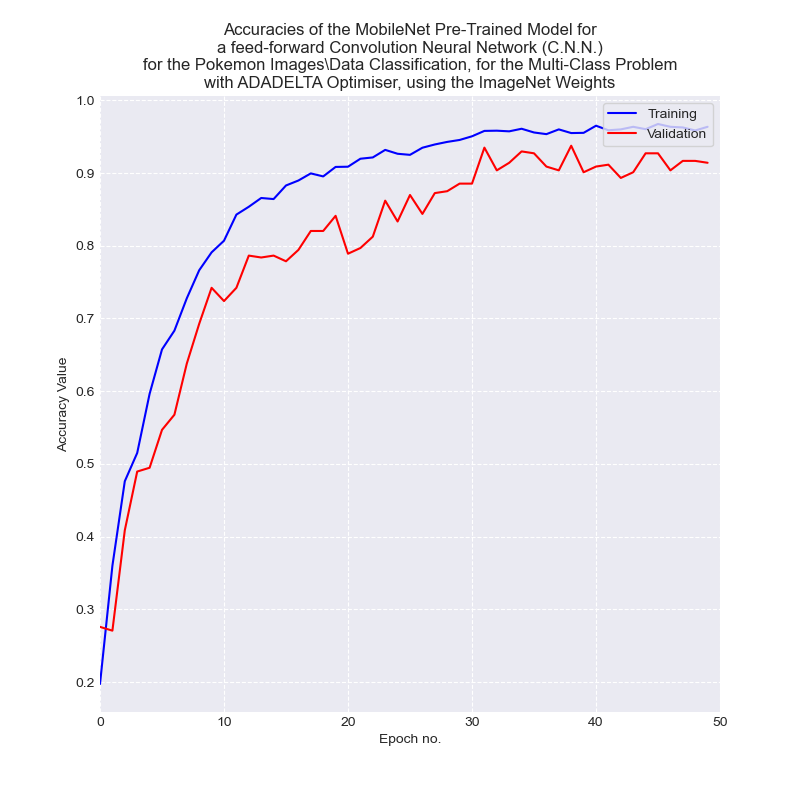 Accuracies of the MobileNet Pre-Trained Model for
a feed-forward Convolution Neural Network (C.N.N.)
for the Pokemon Images\Data Classification, for the Multi-Class Problem
with ADADELTA Optimiser, using the ImageNet Weights
1.0
Training
Validation
0.9
0.8
0.7
0.6
0.5
0.4
0.3
0.2
Accuracy Value
0 10 20 30 40 50
Epoch no.